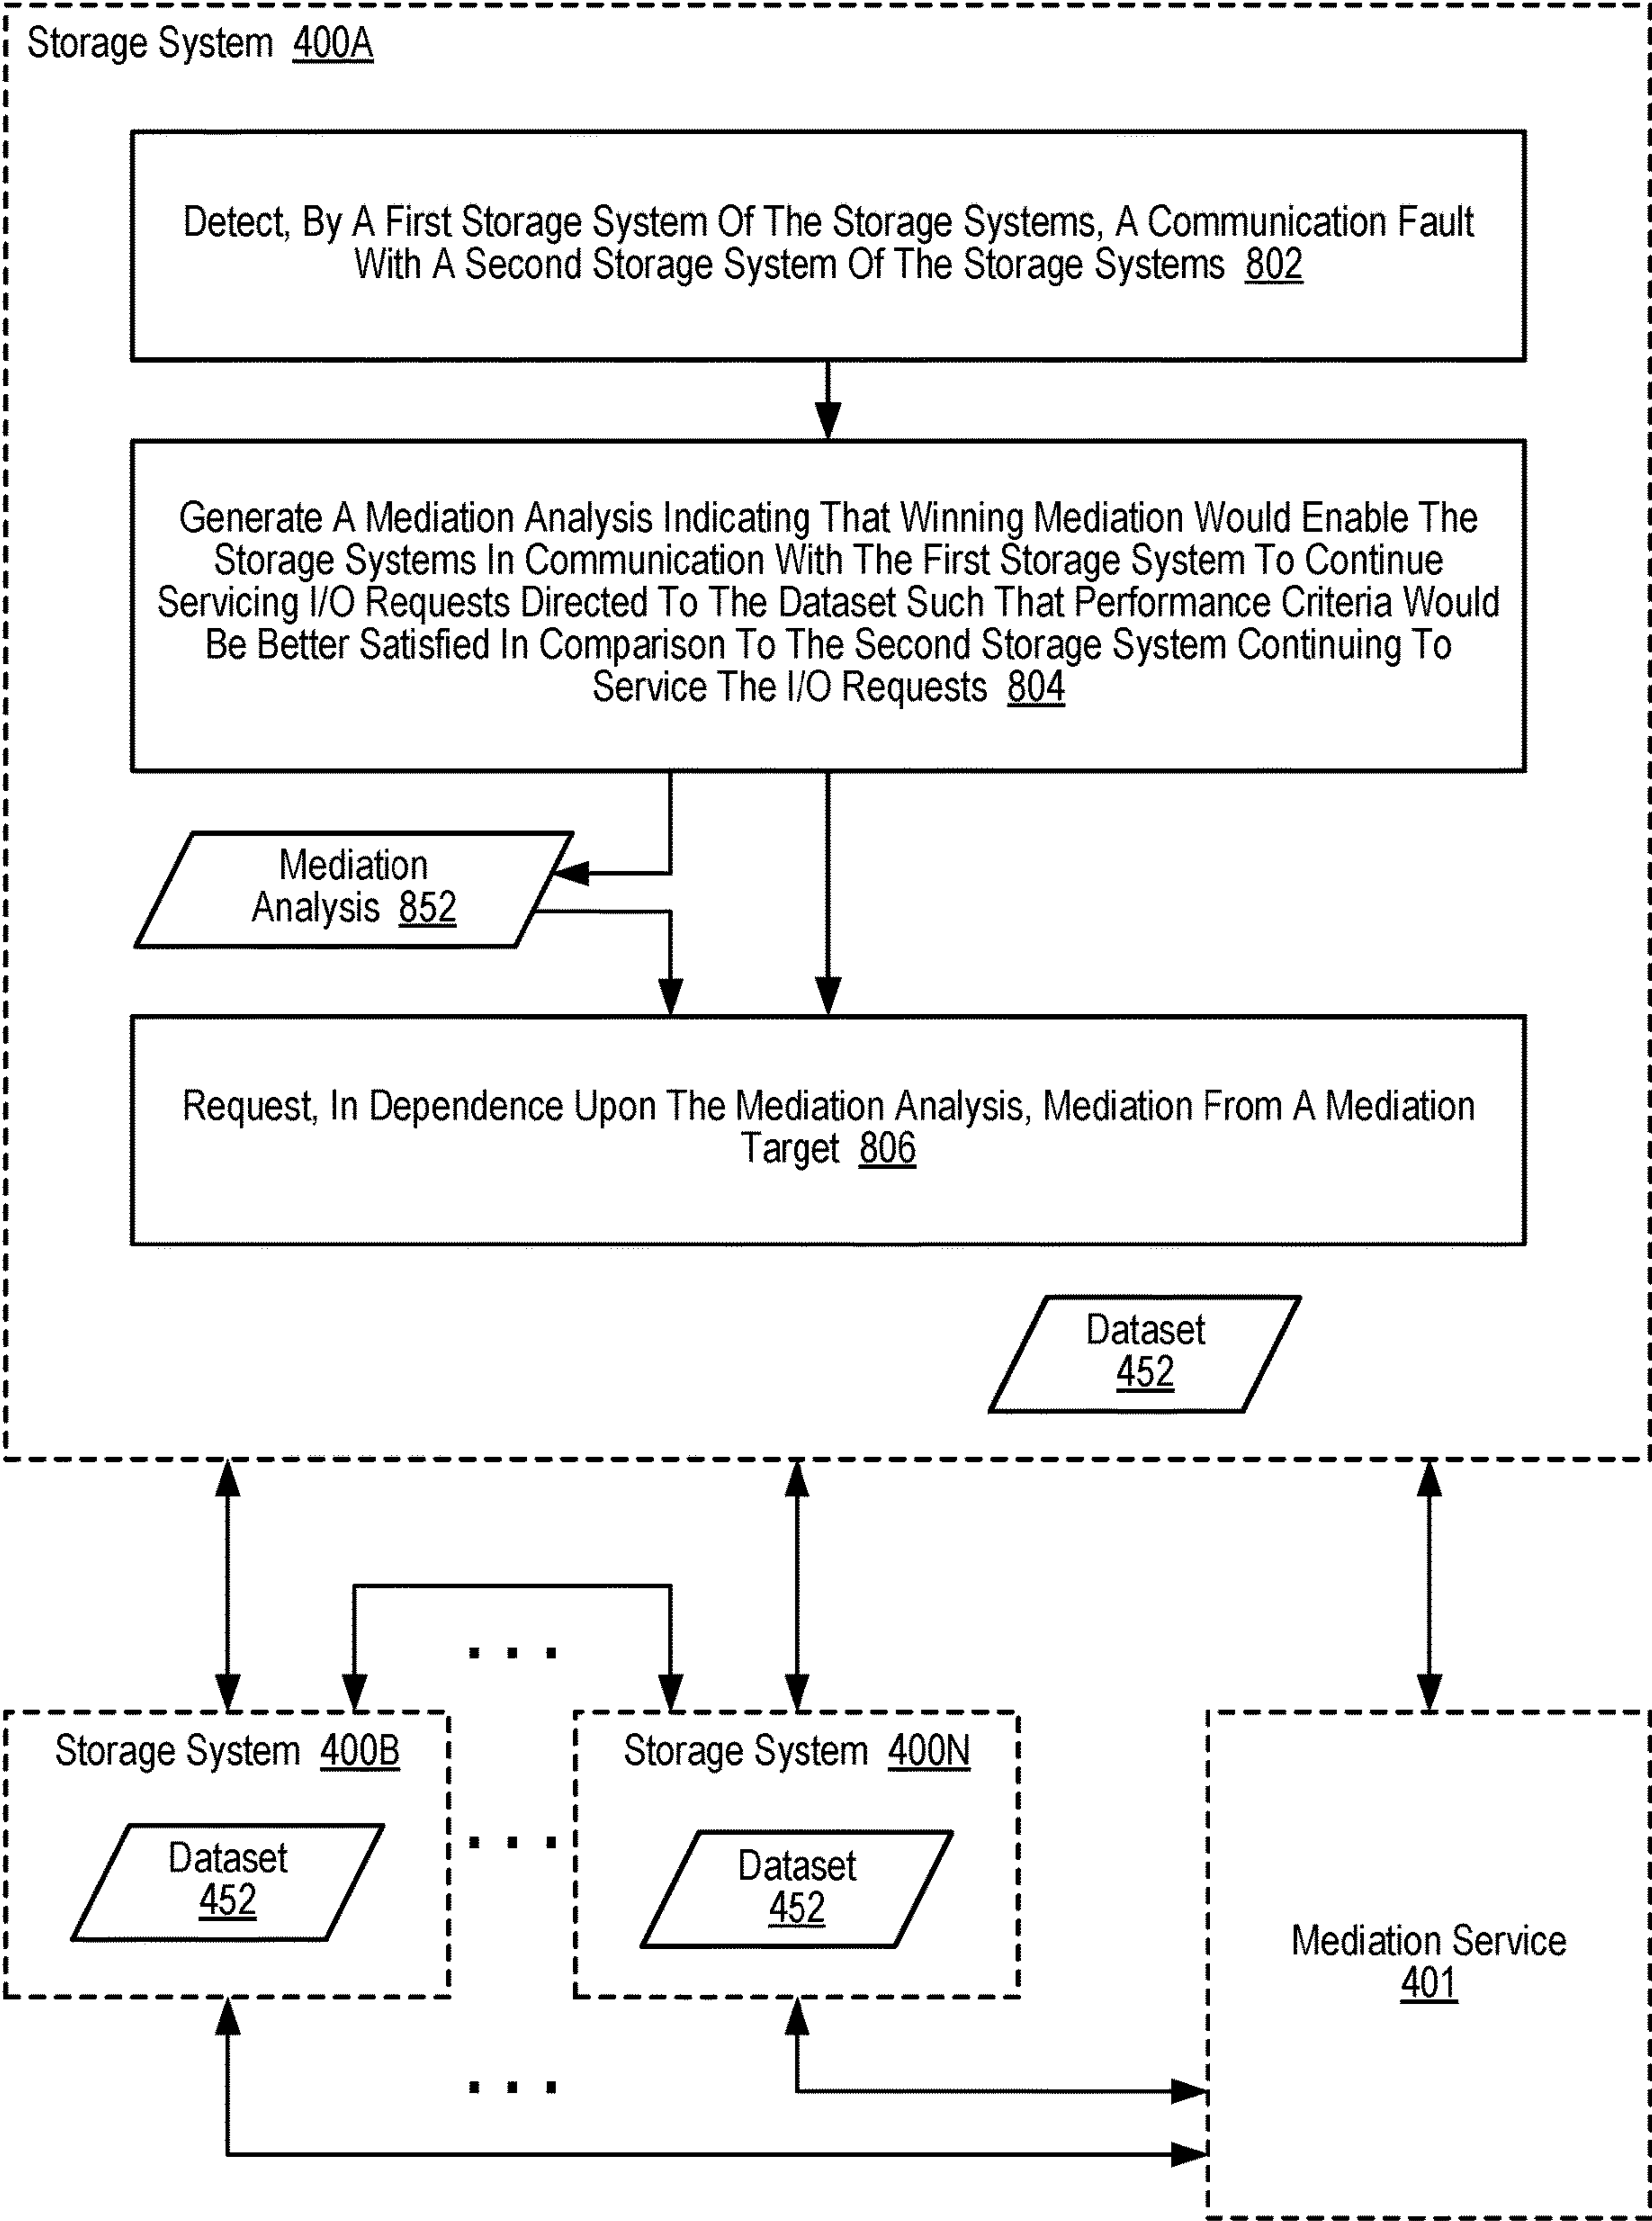 Storage System 400A
Detect, By A First Storage System Of The Storage Systems, A Communication Fault
With A Second Storage System Of The Storage Systems 802
Generate A Mediation Analysis Indicating That Winning Mediation Would Enable The
Storage Systems In Communication With The First Storage System To Continue
Servicing I/O Requests Directed To The Dataset Such That Performance Criteria Would
Be Better Satisfied In Comparison To The Second Storage System Continuing To
Service The I/O Requests 804
Mediation
Analysis 852
Request, In Dependence Upon The Mediation Analysis, Mediation From A Mediation
Target 806
Dataset
452
Storage System 400B
Dataset
452
Storage System 400N
Dataset
452
Mediation Service
401